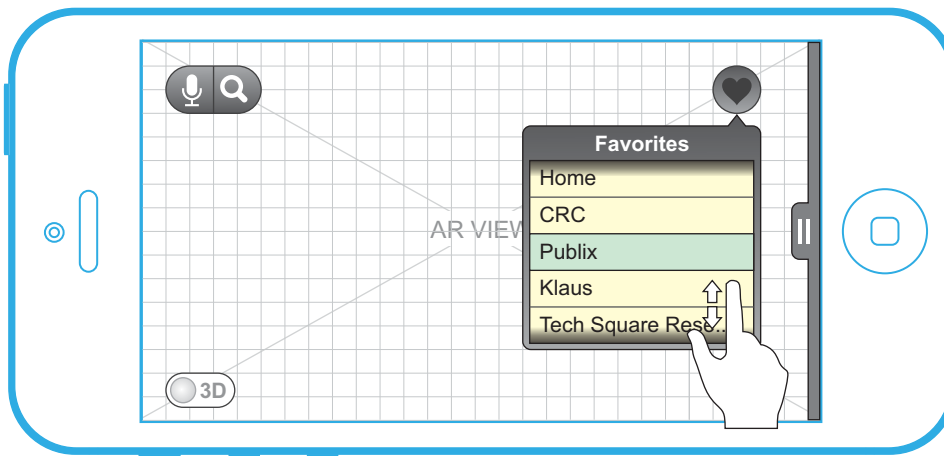 Favorites
Home
CRC
AR VIEW
Publix
Klaus
Tech Square Rese..
3D